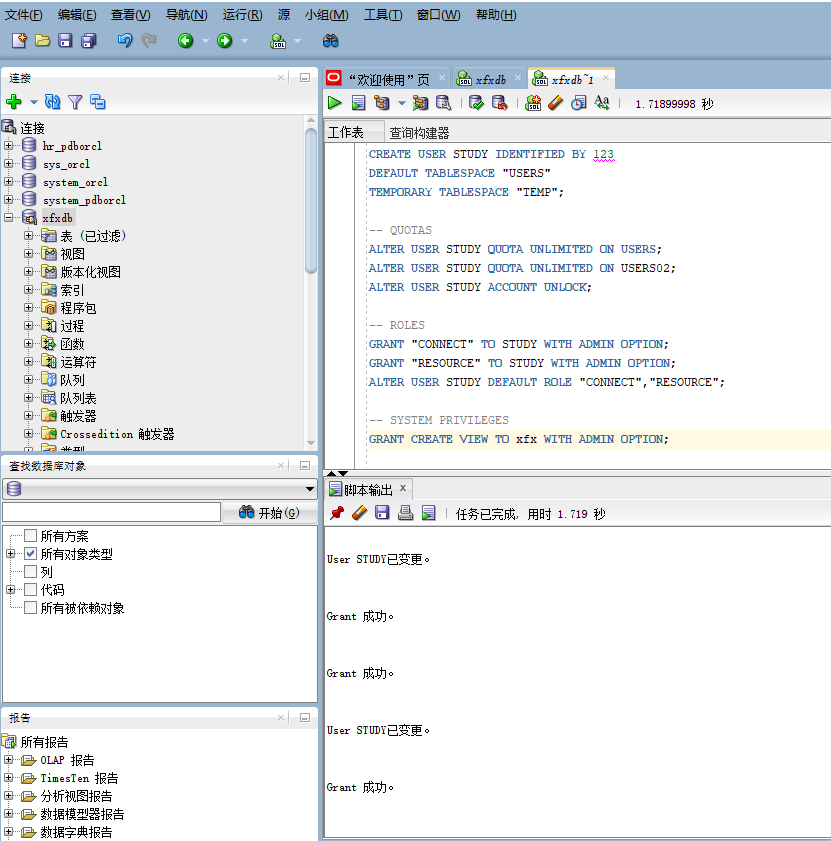 文件(F) 编辑(E) 查看(V) 导航(N) 运行(R) 源 小组(M) 工具(T) 窗口(W) 帮助(H)
连接
连接
hr_pdborcl
sys_orcl
system_orcl
system_pdborcl
xfxdb
表 (已过滤)
视图
版本化视图
索引
程序包
过程
函数
运算符
队列
队列表
触发器
Crossedition 触发器
类型
查找数据库对象
开始(G)
所有方案
所有对象类型
列
代码
所有被依赖对象
报告
所有报告
OLAP 报告
TimesTen 报告
分析视图报告
数据模型器报告
数据字典报告
“欢迎使用”页 xfxdb xfxdb~1
1.71899998 秒
工作表 查询构建器
CREATE USER STUDY IDENTIFIED BY 123
DEFAULT TABLESPACE "USERS"
TEMPORARY TABLESPACE "TEMP";
-- QUOTAS
ALTER USER STUDY QUOTA UNLIMITED ON USERS;
ALTER USER STUDY QUOTA UNLIMITED ON USERS02;
ALTER USER STUDY ACCOUNT UNLOCK;
-- ROLES
GRANT "CONNECT" TO STUDY WITH ADMIN OPTION;
GRANT "RESOURCE" TO STUDY WITH ADMIN OPTION;
ALTER USER STUDY DEFAULT ROLE "CONNECT","RESOURCE";
-- SYSTEM PRIVILEGES
GRANT CREATE VIEW TO xfx WITH ADMIN OPTION;
脚本输出
任务已完成, 用时 1.719 秒
User STUDY已变更。
Grant 成功。
Grant 成功。
User STUDY已变更。
Grant 成功。